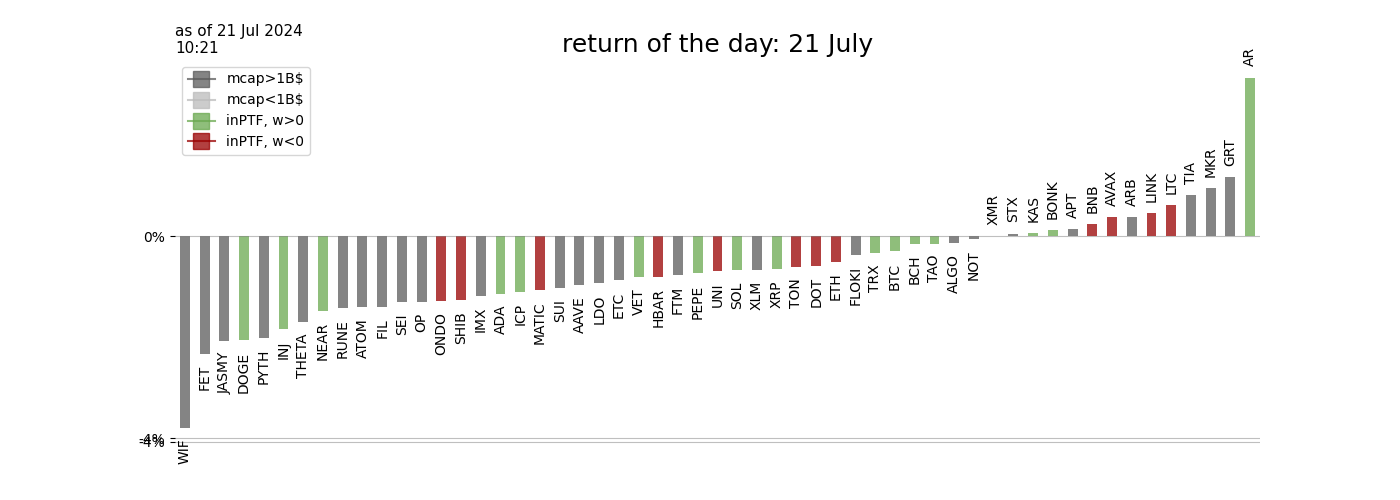 as of 21 Jul 2024
10:21
return of the day: 21 July
mcap>1B$
mcap<1B$
inPTF, w>0
inPTF, w<0
0%
-4%
WIF
FET
JASMY
DOGE
PYTH
INJ
THETA
NEAR
RUNE
ATOM
FIL
SEI
OP
ONDO
SHIB
IMX
ADA
ICP
MATIC
SUI
AAVE
LDO
ETC
VET
HBAR
FTM
PEPE
UNI
SOL
XLM
XRP
TON
DOT
ETH
FLOKI
TRX
BTC
BCH
TAO
ALGO
NOT
XMR
STX
KAS
BONK
APT
BNB
AVAX
ARB
LINK
LTC
TIA
MKR
GRT
AR